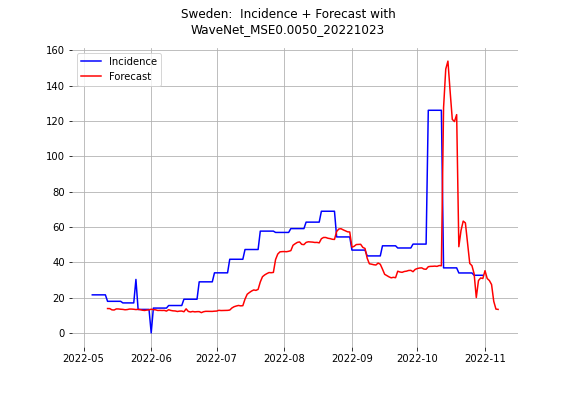 Sweden:  Incidence + Forecast with
WaveNet_MSE0.0050_20221023
Incidence
Forecast
160
140
120
100
80
60
40
20
0
2022-05 2022-06 2022-07 2022-08 2022-09 2022-10 2022-11